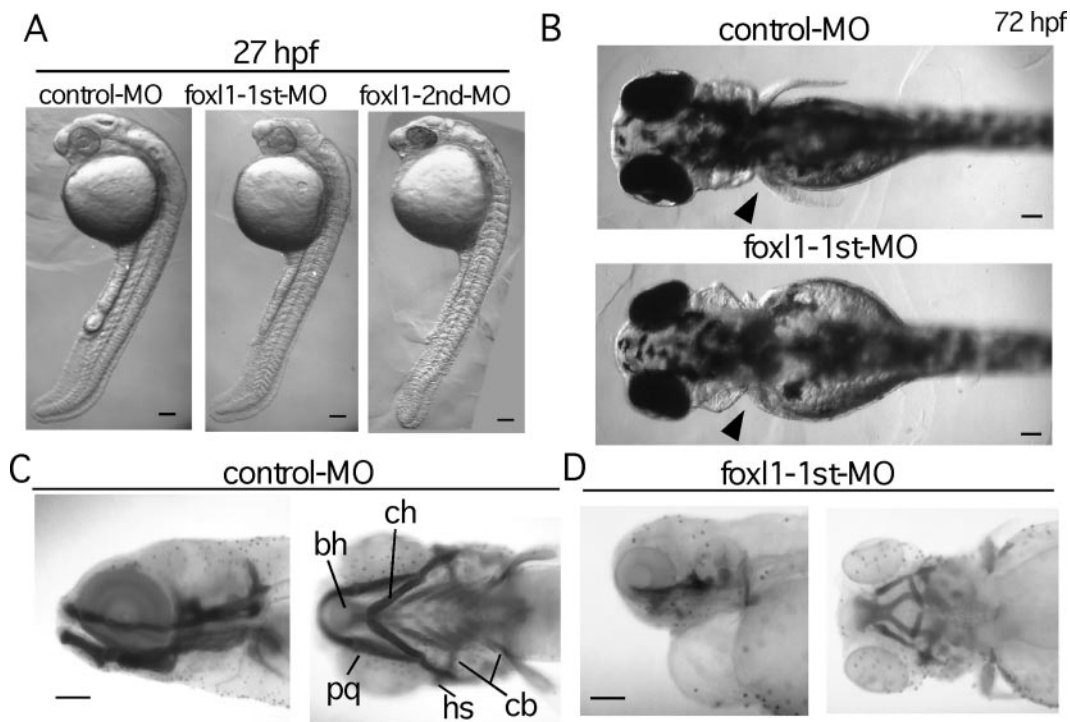 A
27 hpf
control-MO foxl1-1st-MO foxl1-2nd-MO
B
control-MO
72 hpf
foxl1-1st-MO
C
control-MO
bh
ch
pq
hs
cb
D
foxl1-1st-MO